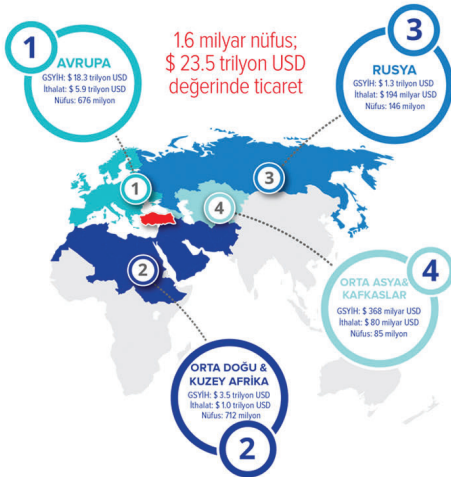 1
AVRUPA
GSYİH: $ 18.3 trilyon USD
İthalat: $ 5.9 trilyon USD
Nüfus: 676 milyon
1.6 milyar nüfus;
$ 23.5 trilyon USD
değerinde ticaret
3
RUSYA
GSYİH: $ 1.3 trilyon USD
İthalat: $ 194 milyar USD
Nüfus: 146 milyon
1
3
4
2
4
ORTA ASYA&
KAFKASLAR
GSYİH: $ 368 milyar USD
İthalat: $ 80 milyar USD
Nüfus: 85 milyon
ORTA DOĞU &
KUZEY AFRİKA
GSYİH: $ 3.5 trilyon USD
İthalat: $ 1.0 trilyon USD
Nüfus: 712 milyon
2